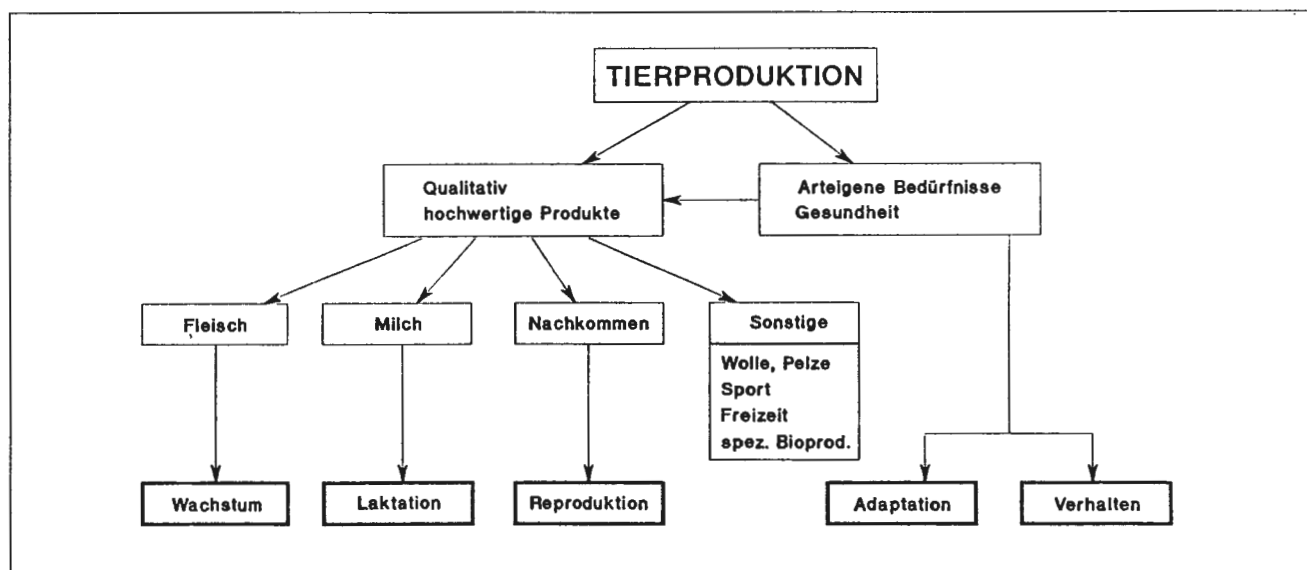 TIERPRODUKTION
Qualitativ
hochwertige Produkte
Arteigene Bedürfnisse
Gesundheit
Fleisch
Milch
Nachkommen
Sonstige
Wolle, Pelze
Sport
Freizeit
spez. Bioprod.
Wachstum
Laktation
Reproduktion
Adaptation
Verhalten